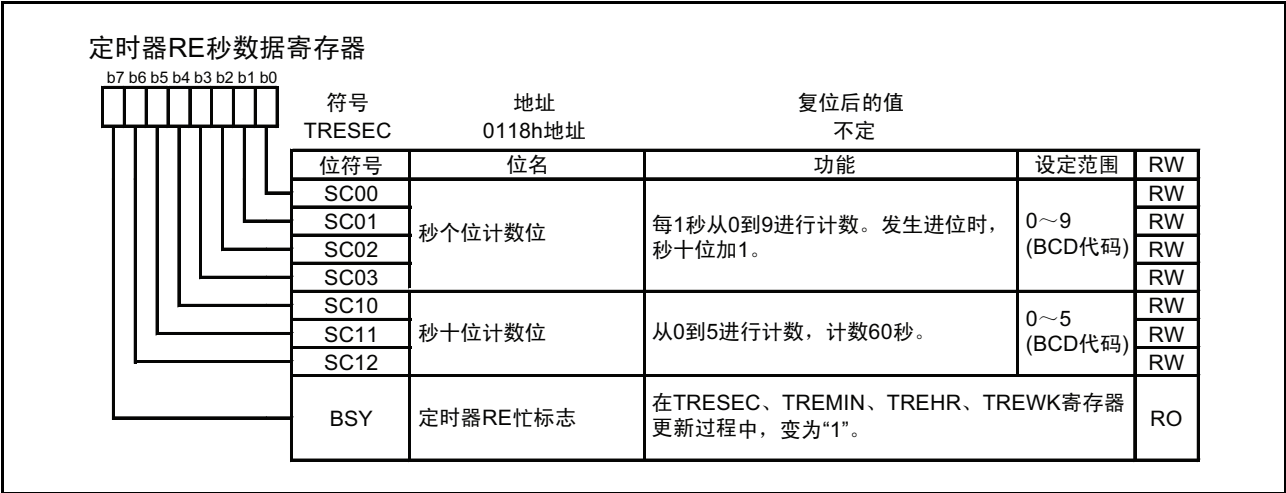 定时器RE秒数据寄存器
b7 b6 b5 b4 b3 b2 b1 b0
符号 地址 复位后的值
TRESEC 0118h地址 不定
位符号 位名 功能 设定范围 RW
SC00 RW
SC01 RW
SC02 RW
SC03 RW
秒个位计数位
每1秒从0到9进行计数。发生进位时，
秒十位加1。
0～9
(BCD代码)
SC10 RW
SC11 RW
SC12 RW
秒十位计数位
从0到5进行计数，计数60秒。
0～5
(BCD代码)
BSY 定时器RE忙标志
在TRESEC、TREMIN、TREHR、TREWK寄存器
更新过程中，变为“1”。
RO